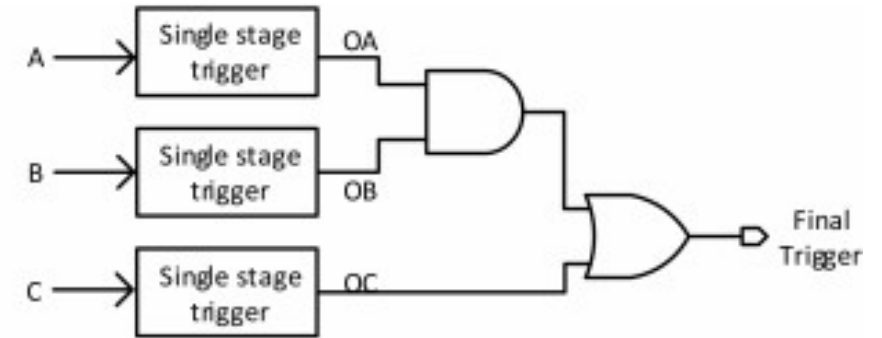 A
Single stage
trigger
OA
B
Single stage
trigger
OB
C
Single stage
trigger
OC
Final
Trigger